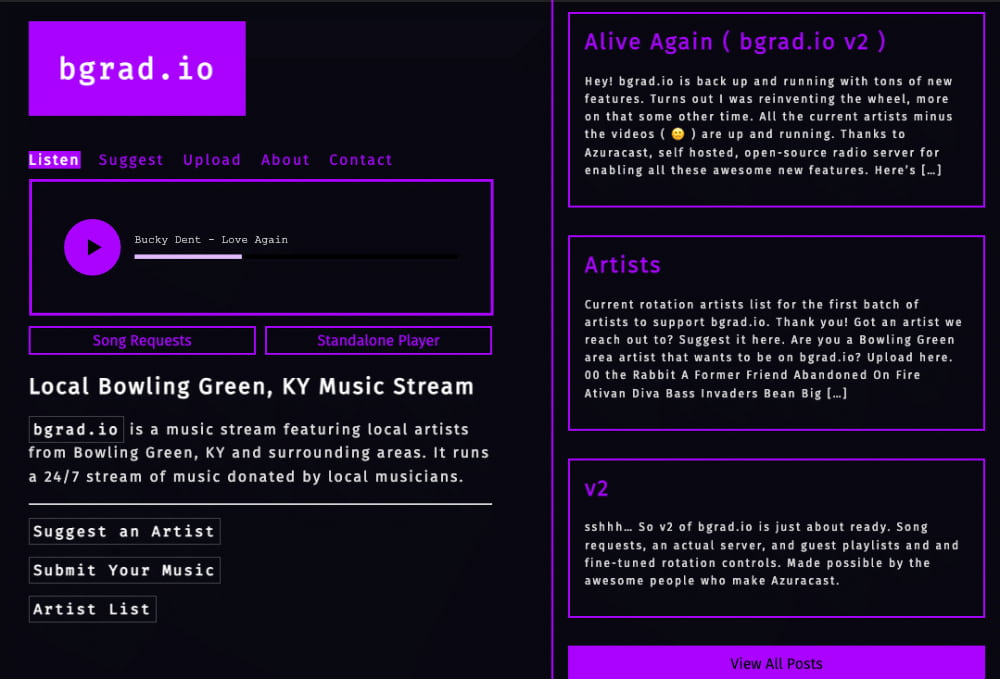 bgrad.io
Listen Suggest Upload About Contact
Bucky Dent - Love Again
Song Requests Standalone Player
Local Bowling Green, KY Music Stream
bgrad.io is a music stream featuring local artists
from Bowling Green, KY and surrounding areas. It runs
a 24/7 stream of music donated by local musicians.
Suggest an Artist
Submit Your Music
Artist List
Alive Again ( bgrad.io v2 )
Hey! bgrad.io is back up and running with tons of new
features. Turns out I was reinventing the wheel, more
on that some other time. All the current artists minus
the videos ( 😕 ) are up and running. Thanks to
Azuracast, self hosted, open-source radio server for
enabling all these awesome new features. Here's […]
Artists
Current rotation artists list for the first batch of
artists to support bgrad.io. Thank you! Got an artist we
reach out to? Suggest it here. Are you a Bowling Green
area artist that wants to be on bgrad.io? Upload here.
00 the Rabbit A Former Friend Abandoned On Fire
Ativan Diva Bass Invaders Bean Big […]
v2
sshhh… So v2 of bgrad.io is just about ready. Song
requests, an actual server, and guest playlists and and
fine-tuned rotation controls. Made possible by the
awesome people who make Azuracast.
View All Posts